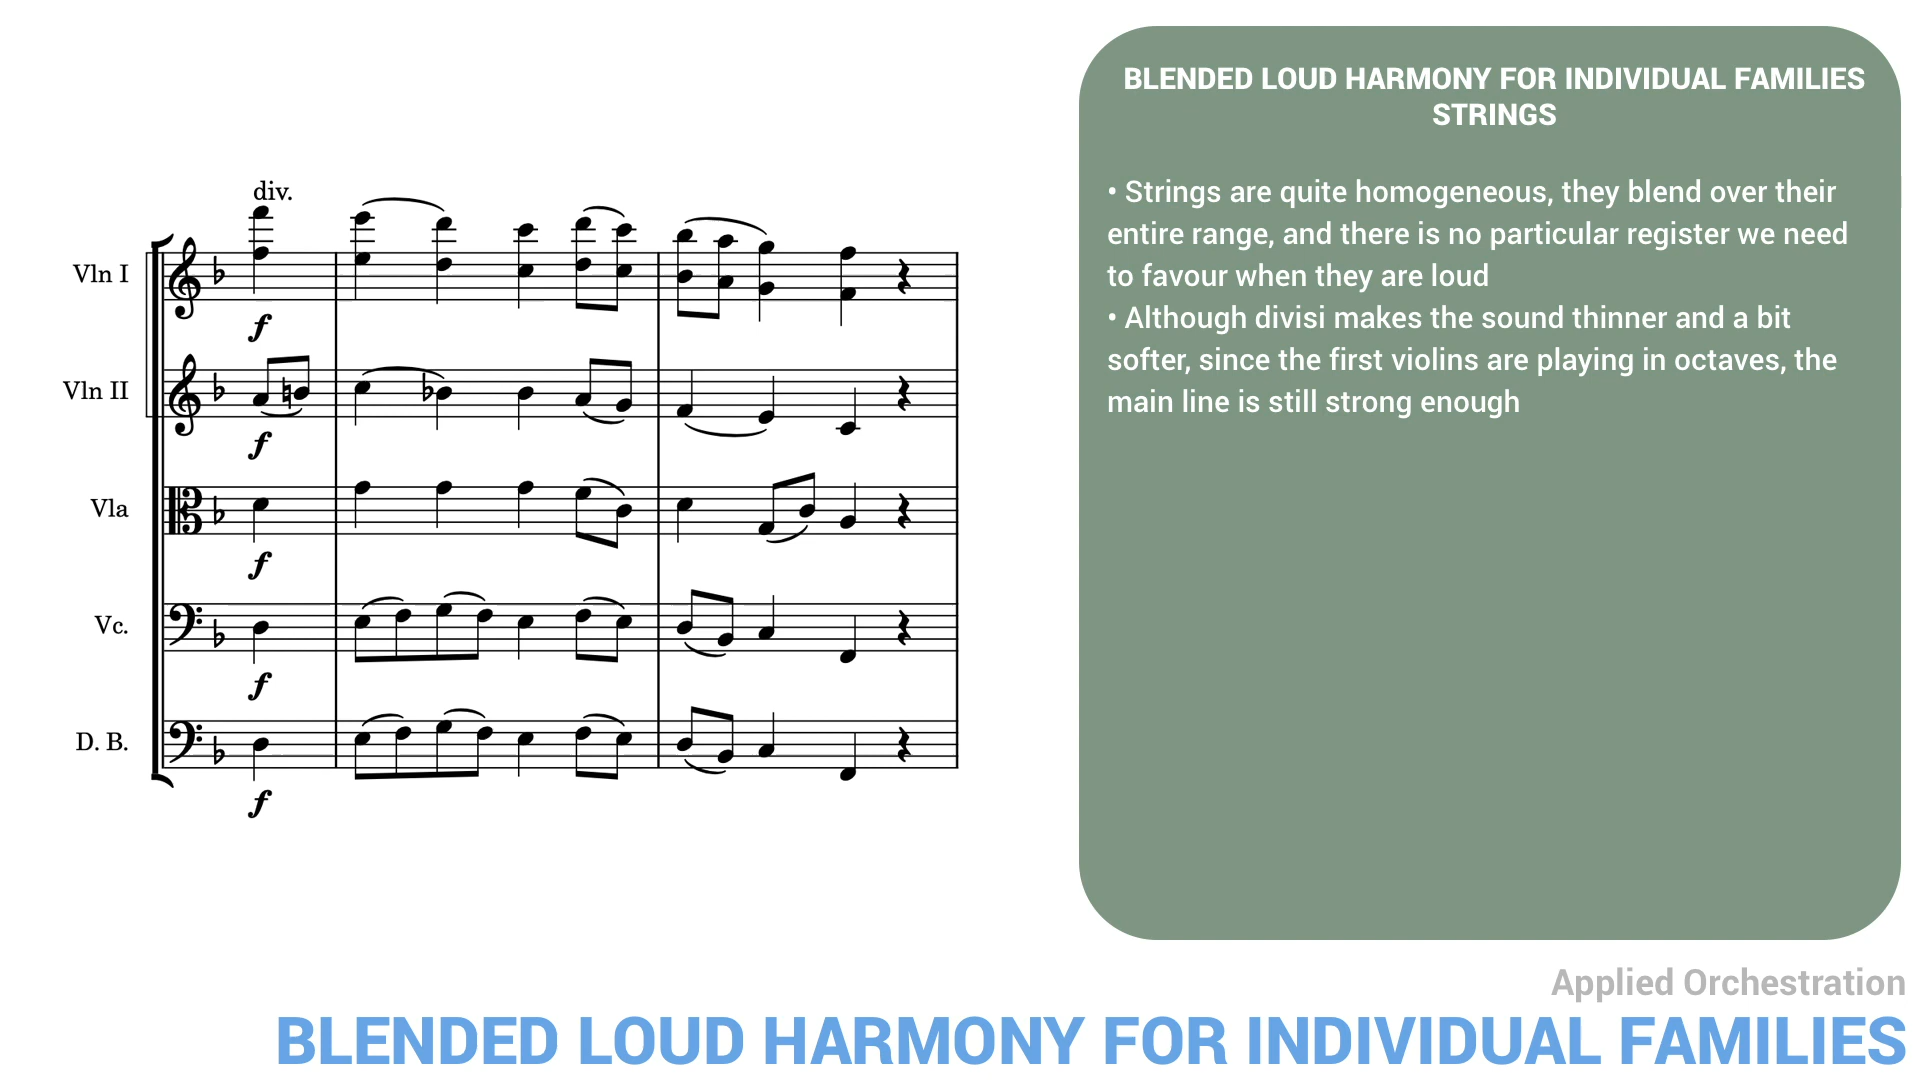 BLENDED LOUD HARMONY FOR INDIVIDUAL FAMILIES
STRINGS
• Strings are quite homogeneous, they blend over their
entire range, and there is no particular register we need
to favour when they are loud
• Although divisi makes the sound thinner and a bit
softer, since the first violins are playing in octaves, the
main line is still strong enough
div.
Vln I
f
Vln II
f
Vla
f
Vc.
f
D. B.
f
Applied Orchestration
BLENDED LOUD HARMONY FOR INDIVIDUAL FAMILIES